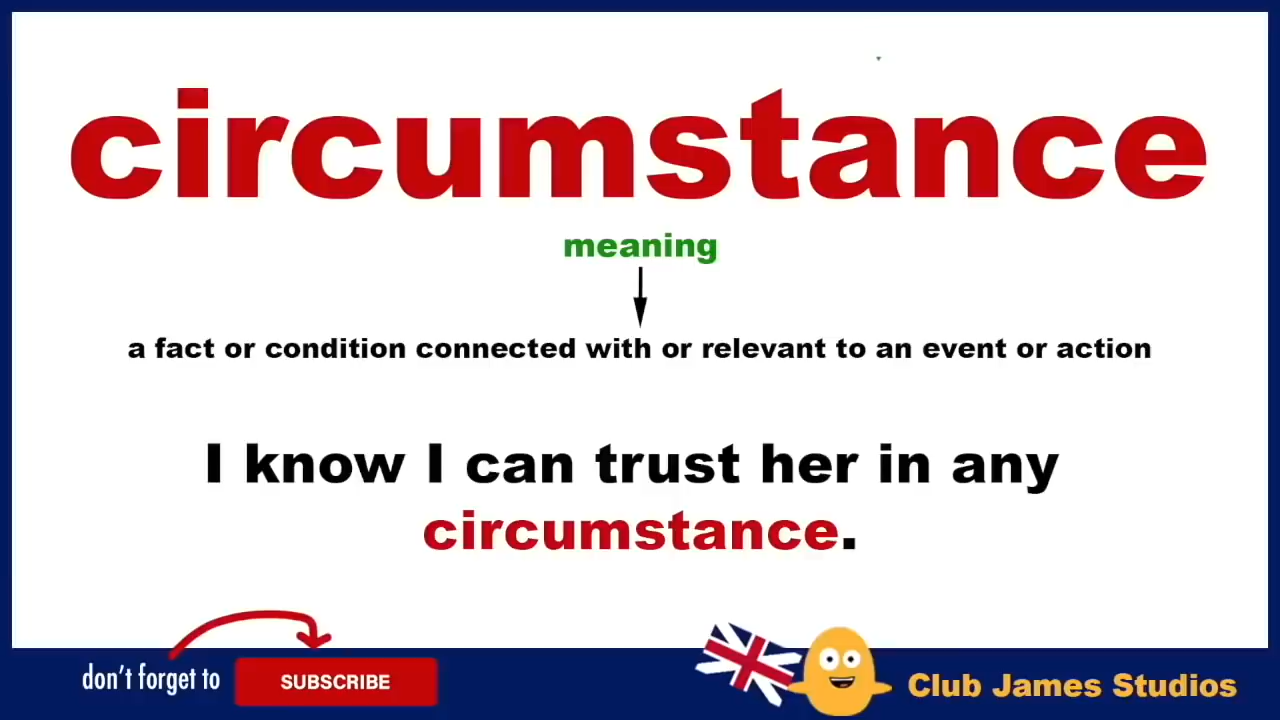 circumstance
meaning
a fact or condition connected with or relevant to an event or action
I know I can trust her in any
circumstance.
don't forget to
SUBSCRIBE
Club James Studios